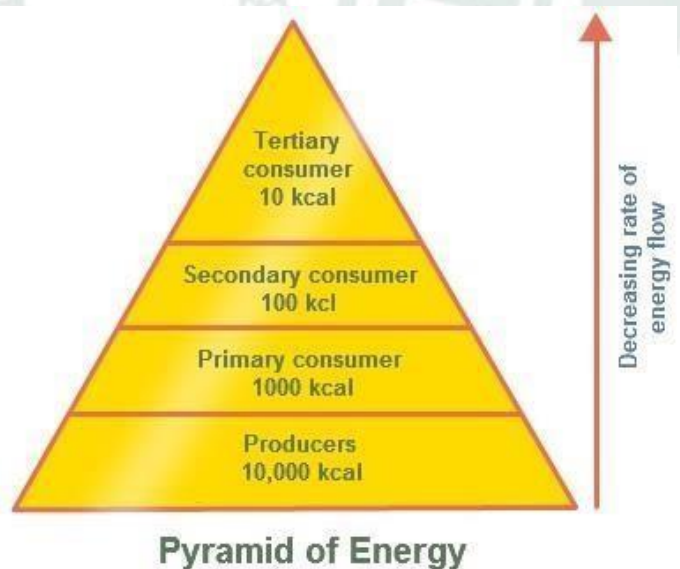 Tertiary
consumer
10 kcal
Secondary consumer
100 kcl
Primary consumer
1000 kcal
Producers
10,000 kcal
Decreasing rate of
energy flow
Pyramid of Energy